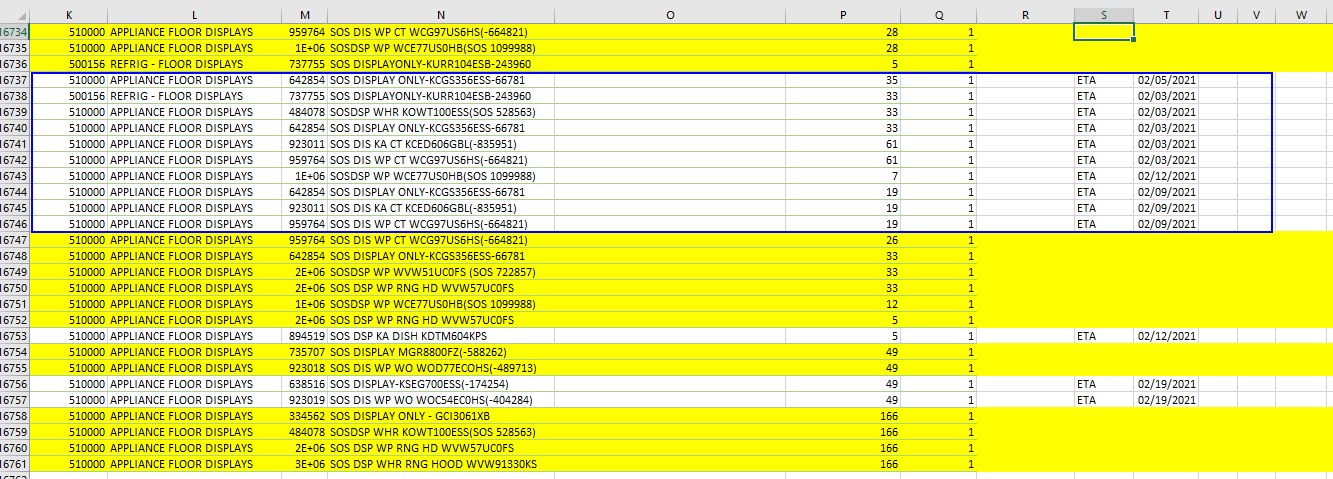 K L M N O P Q R S T U V W
16734 510000 APPLIANCE FLOOR DISPLAYS 959764 SOS DIS WP CT WCG97US6HS(-664821) 28 1
16735 510000 APPLIANCE FLOOR DISPLAYS 1E+06 SOSDSP WP WCE77US0HB(SOS 1099988) 28 1
16736 500156 REFRIG - FLOOR DISPLAYS 737755 SOS DISPLAYONLY-KURR104ESB-243960 5 1
16737 510000 APPLIANCE FLOOR DISPLAYS 642854 SOS DISPLAY ONLY-KCGS356ESS-66781 35 1 ETA 02/05/2021
16738 500156 REFRIG - FLOOR DISPLAYS 737755 SOS DISPLAYONLY-KURR104ESB-243960 33 1 ETA 02/03/2021
16739 510000 APPLIANCE FLOOR DISPLAYS 484078 SOSDSP WHR KOWT100ESS(SOS 528563) 33 1 ETA 02/03/2021
16740 510000 APPLIANCE FLOOR DISPLAYS 642854 SOS DISPLAY ONLY-KCGS356ESS-66781 33 1 ETA 02/03/2021
16741 510000 APPLIANCE FLOOR DISPLAYS 923011 SOS DIS KA CT KCED606GBL(-835951) 61 1 ETA 02/03/2021
16742 510000 APPLIANCE FLOOR DISPLAYS 959764 SOS DIS WP CT WCG97US6HS(-664821) 61 1 ETA 02/03/2021
16743 510000 APPLIANCE FLOOR DISPLAYS 1E+06 SOSDSP WP WCE77US0HB(SOS 1099988) 7 1 ETA 02/12/2021
16744 510000 APPLIANCE FLOOR DISPLAYS 642854 SOS DISPLAY ONLY-KCGS356ESS-66781 19 1 ETA 02/09/2021
16745 510000 APPLIANCE FLOOR DISPLAYS 923011 SOS DIS KA CT KCED606GBL(-835951) 19 1 ETA 02/09/2021
16746 510000 APPLIANCE FLOOR DISPLAYS 959764 SOS DIS WP CT WCG97US6HS(-664821) 19 1 ETA 02/09/2021
16747 510000 APPLIANCE FLOOR DISPLAYS 959764 SOS DIS WP CT WCG97US6HS(-664821) 26 1
16748 510000 APPLIANCE FLOOR DISPLAYS 642854 SOS DISPLAY ONLY-KCGS356ESS-66781 33 1
16749 510000 APPLIANCE FLOOR DISPLAYS 2E+06 SOSDSP WP WVW51UC0FS (SOS 722857) 33 1
16750 510000 APPLIANCE FLOOR DISPLAYS 2E+06 SOS DSP WP RNG HD WVW57UC0FS 33 1
16751 510000 APPLIANCE FLOOR DISPLAYS 1E+06 SOSDSP WP WCE77US0HB(SOS 1099988) 12 1
16752 510000 APPLIANCE FLOOR DISPLAYS 2E+06 SOS DSP WP RNG HD WVW57UC0FS 5 1
16753 510000 APPLIANCE FLOOR DISPLAYS 894519 SOS DSP KA DISH KDTM604KPS 5 1 ETA 02/12/2021
16754 510000 APPLIANCE FLOOR DISPLAYS 735707 SOS DISPLAY MGR8800FZ(-588262) 49 1
16755 510000 APPLIANCE FLOOR DISPLAYS 923018 SOS DIS WP WO WOD77EC0HS(-489713) 49 1
16756 510000 APPLIANCE FLOOR DISPLAYS 638516 SOS DISPLAY-KSEG700ESS(-174254) 49 1 ETA 02/19/2021
16757 510000 APPLIANCE FLOOR DISPLAYS 923019 SOS DIS WP WO WOC54EC0HS(-404284) 49 1 ETA 02/19/2021
16758 510000 APPLIANCE FLOOR DISPLAYS 334562 SOS DISPLAY ONLY - GCI3061XB 166 1
16759 510000 APPLIANCE FLOOR DISPLAYS 484078 SOSDSP WHR KOWT100ESS(SOS 528563) 166 1
16760 510000 APPLIANCE FLOOR DISPLAYS 2E+06 SOS DSP WP RNG HD WVW57UC0FS 166 1
16761 510000 APPLIANCE FLOOR DISPLAYS 3E+06 SOS DSP WHR RNG HOOD WVW91330KS 166 1